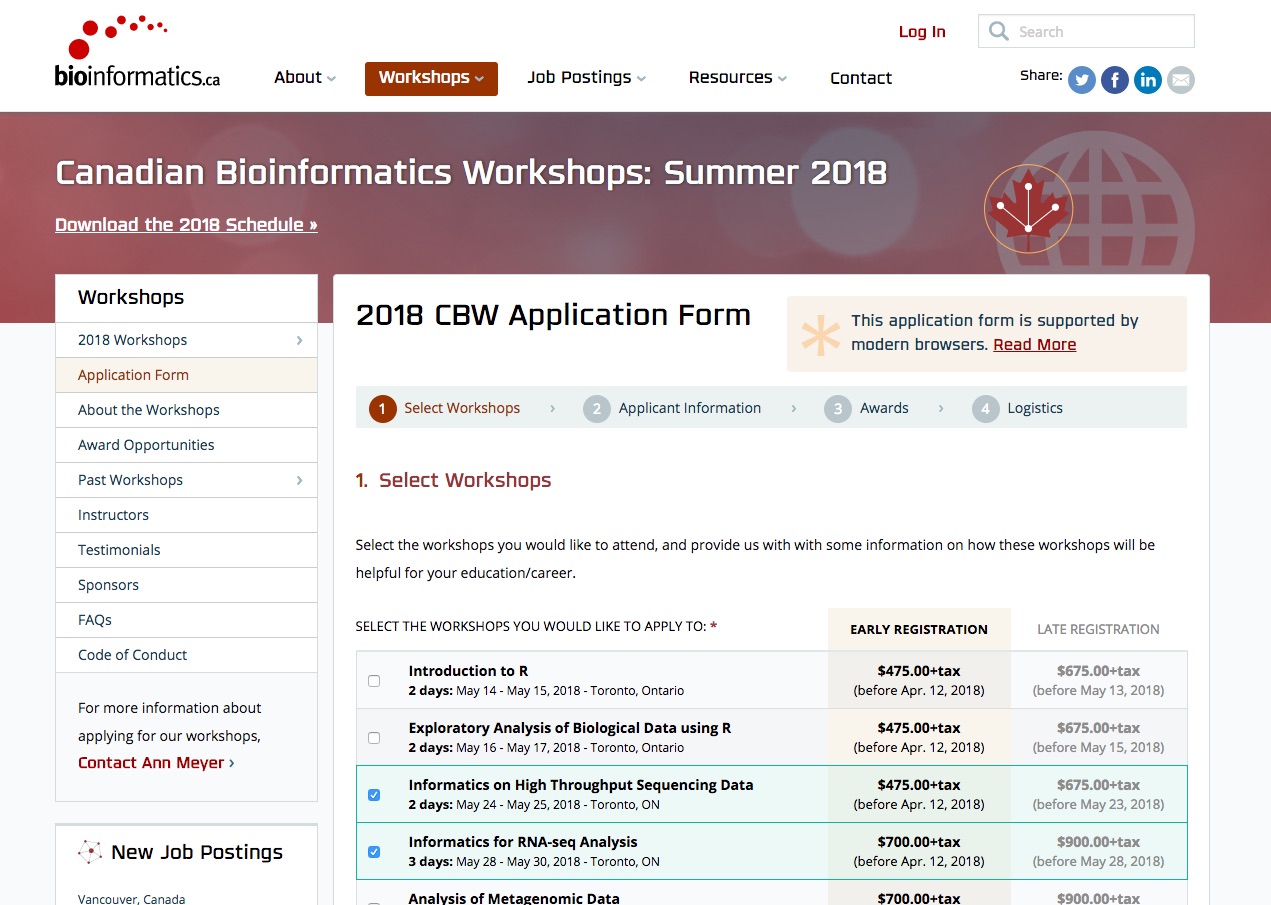 bioinformatics.ca
Log In
Search
About
Workshops
Job Postings
Resources
Contact
Share:
Canadian Bioinformatics Workshops: Summer 2018
Download the 2018 Schedule »
Workshops
2018 Workshops
Application Form
About the Workshops
Award Opportunities
Past Workshops
Instructors
Testimonials
Sponsors
FAQs
Code of Conduct
For more information about
applying for our workshops,
Contact Ann Meyer ›
New Job Postings
Vancouver, Canada
2018 CBW Application Form
This application form is supported by
modern browsers. Read More
1 Select Workshops › 2 Applicant Information › 3 Awards › 4 Logistics
1. Select Workshops
Select the workshops you would like to attend, and provide us with with some information on how these workshops will be
helpful for your education/career.
SELECT THE WORKSHOPS YOU WOULD LIKE TO APPLY TO: * EARLY REGISTRATION LATE REGISTRATION
Introduction to R $475.00+tax $675.00+tax
2 days: May 14 - May 15, 2018 - Toronto, Ontario (before Apr. 12, 2018) (before May 13, 2018)
Exploratory Analysis of Biological Data using R $475.00+tax $675.00+tax
2 days: May 16 - May 17, 2018 - Toronto, Ontario (before Apr. 12, 2018) (before May 15, 2018)
Informatics on High Throughput Sequencing Data $475.00+tax $675.00+tax
2 days: May 24 - May 25, 2018 - Toronto, ON (before Apr. 12, 2018) (before May 23, 2018)
Informatics for RNA-seq Analysis $700.00+tax $900.00+tax
3 days: May 28 - May 30, 2018 - Toronto, ON (before Apr. 12, 2018) (before May 28, 2018)
Analysis of Metagenomic Data $700.00+tax $900.00+tax